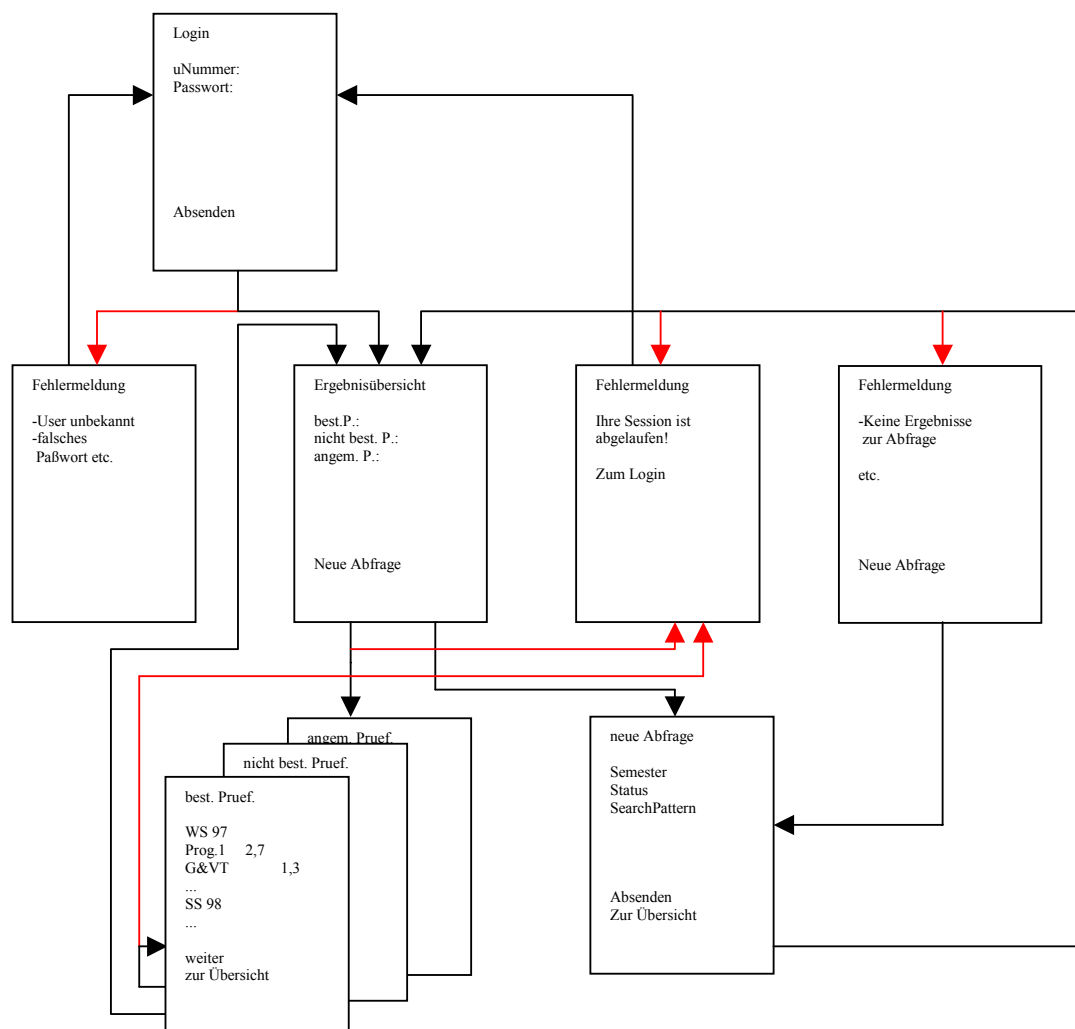 Login
uNummer:
Passwort:
Absenden
Fehlermeldung
-User unbekannt
-falsches
Paßwort etc.
Ergebnisübersicht
best.P.:
nicht best. P.:
angem. P.:
Neue Abfrage
Fehlermeldung
Ihre Session ist
abgelaufen!
Zum Login
Fehlermeldung
-Keine Ergebnisse
zur Abfrage
etc.
Neue Abfrage
angem. Pruef.
nicht best. Pruef.
best. Pruef.
WS 97
Prog.1 2,7
G&VT 1,3
...
SS 98
...
weiter
zur Übersicht
neue Abfrage
Semester
Status
SearchPattern
Absenden
Zur Übersicht